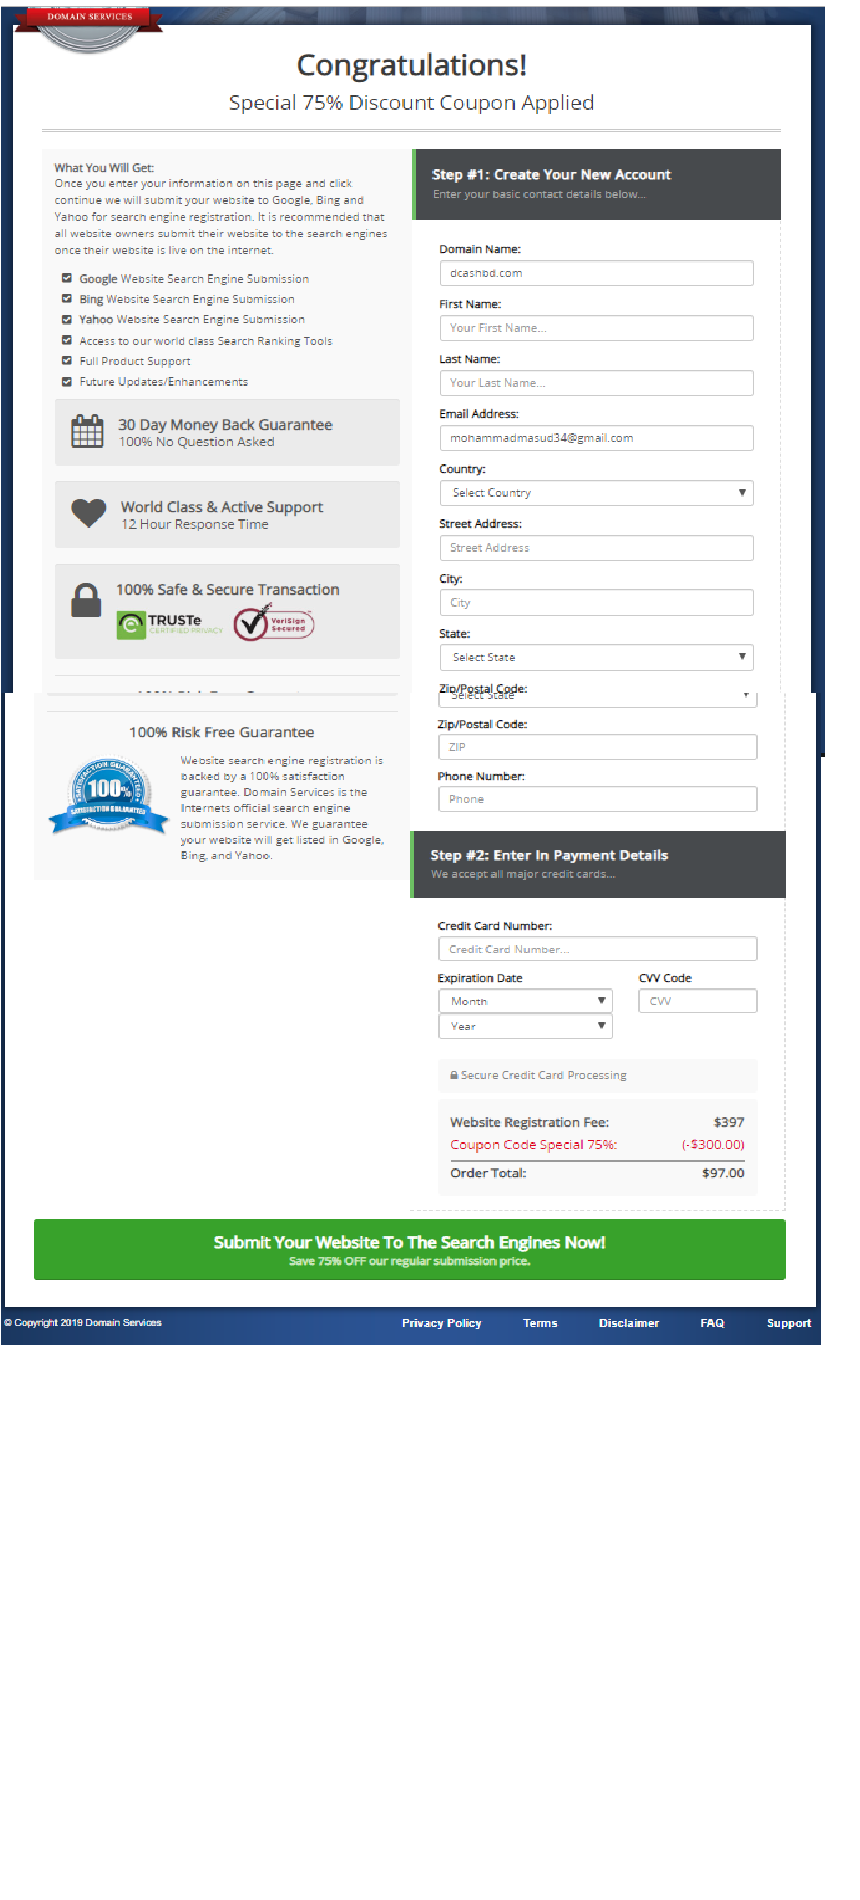 DOMAIN SERVICES
Congratulations!
Special 75% Discount Coupon Applied
What You Will Get:
Once you enter your information on this page and click
continue we will submit your website to Google, Bing and
Yahoo for search engine registration. It is recommended that
all website owners submit their website to the search engines
once their website is live on the internet.
Google Website Search Engine Submission
Bing Website Search Engine Submission
Yahoo Website Search Engine Submission
Access to our world class Search Ranking Tools
Full Product Support
Future Updates/Enhancements
30 Day Money Back Guarantee
100% No Question Asked
World Class & Active Support
12 Hour Response Time
100% Safe & Secure Transaction
TRUSTe
CERTIFIED PRIVACY
VeriSign
Secured
100% Risk Free Guarantee
SATISFACTION GUARANTEED
100%
SATISFACTION GUARANTEED
Website search engine registration is
backed by a 100% satisfaction
guarantee. Domain Services is the
Internets official search engine
submission service. We guarantee
your website will get listed in Google,
Bing, and Yahoo.
Step #1: Create Your New Account
Enter your basic contact details below...
Domain Name:
dcashbd.com
First Name:
Your First Name...
Last Name:
Your Last Name...
Email Address:
mohammadmasud34@gmail.com
Country:
Select Country
Street Address:
Street Address
City:
City
State:
Select State
Zip/Postal Code:
Select State
Zip/Postal Code:
ZIP
Phone Number:
Phone
Step #2: Enter In Payment Details
We accept all major credit cards...
Credit Card Number:
Credit Card Number...
Expiration Date CVV Code
Month CVV
Year
Secure Credit Card Processing
Website Registration Fee: $397
Coupon Code Special 75%: (-$300.00)
Order Total: $97.00
Submit Your Website To The Search Engines Now!
Save 75% OFF our regular submission price.
© Copyright 2019 Domain Services Privacy Policy Terms Disclaimer FAQ Support